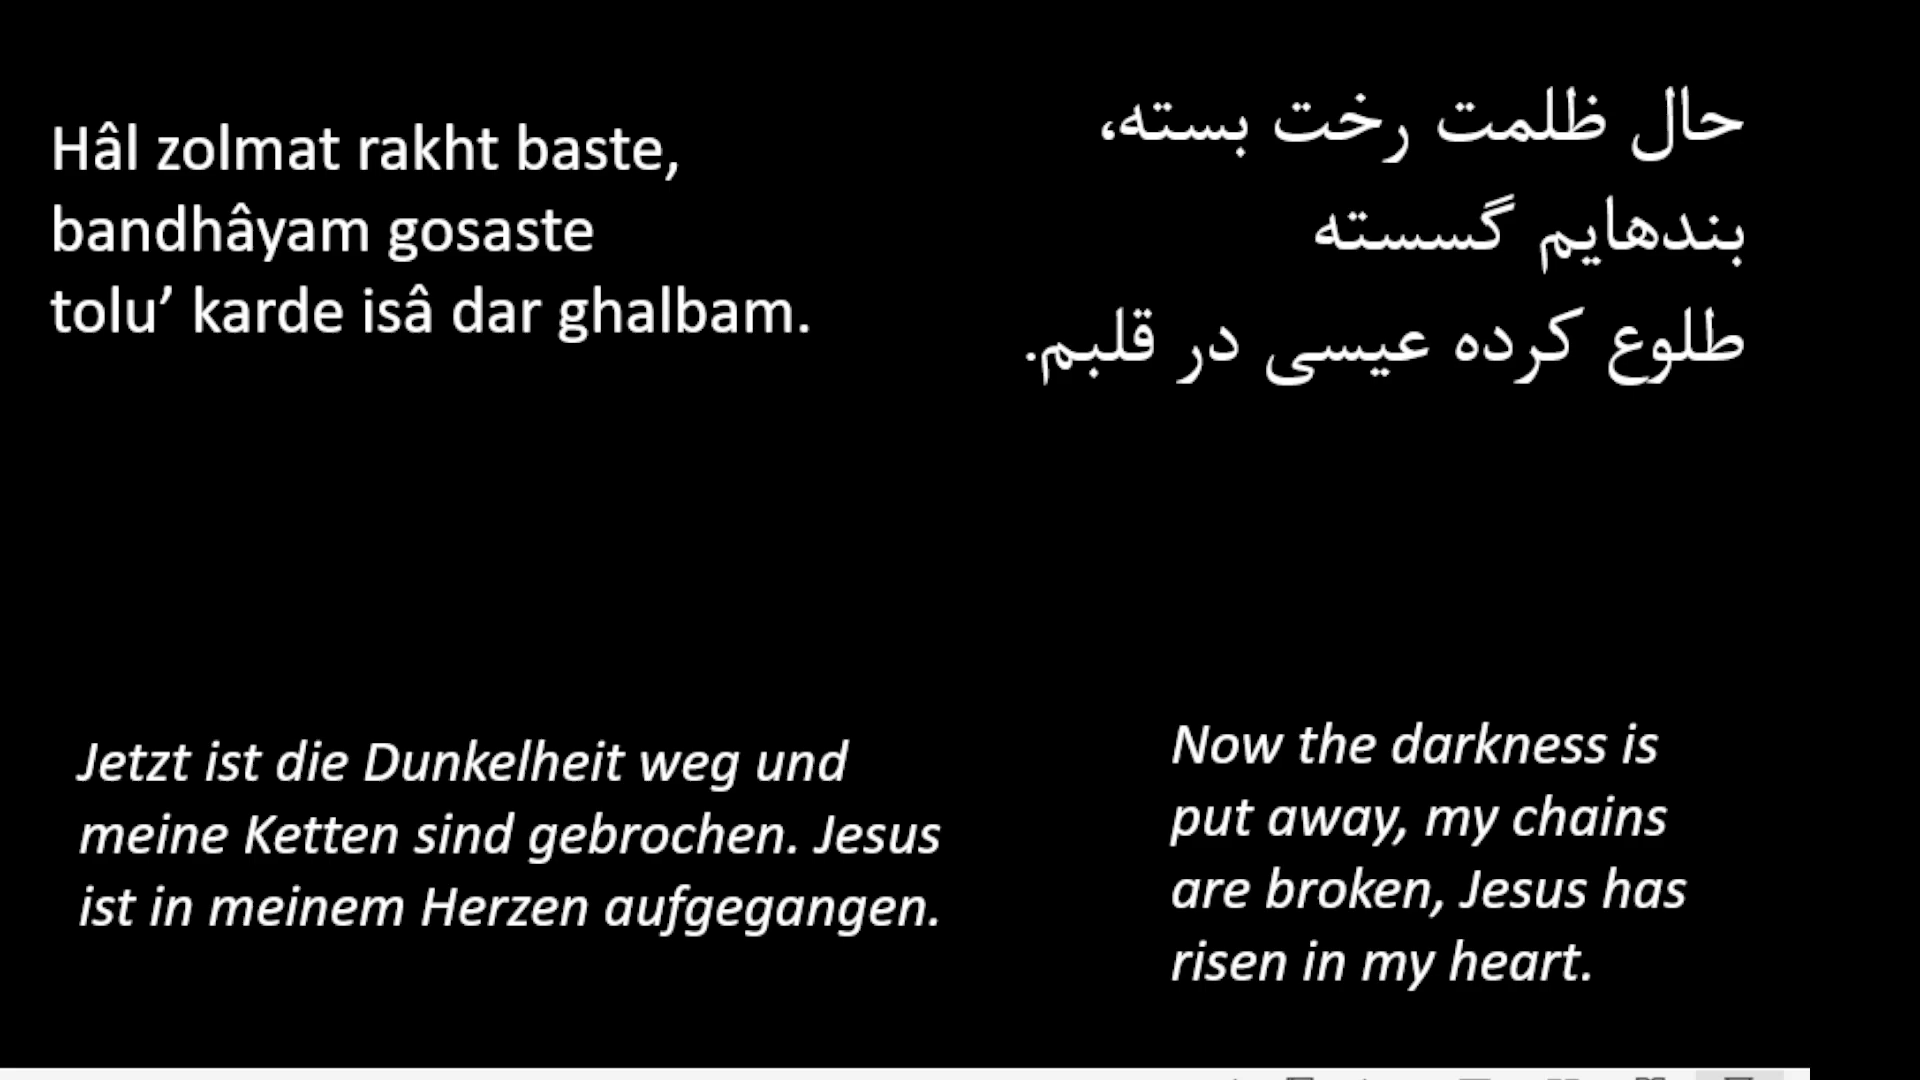 Hâl zolmat rakht baste,
bandhâyam gosaste
tolu’ karde isâ dar ghalbam.
حال ظلمت رخت بسته،
بندهایم گسسته
طلوع کرده عیسی در قلبم.
Jetzt ist die Dunkelheit weg und
meine Ketten sind gebrochen. Jesus
ist in meinem Herzen aufgegangen.
Now the darkness is
put away, my chains
are broken, Jesus has
risen in my heart.